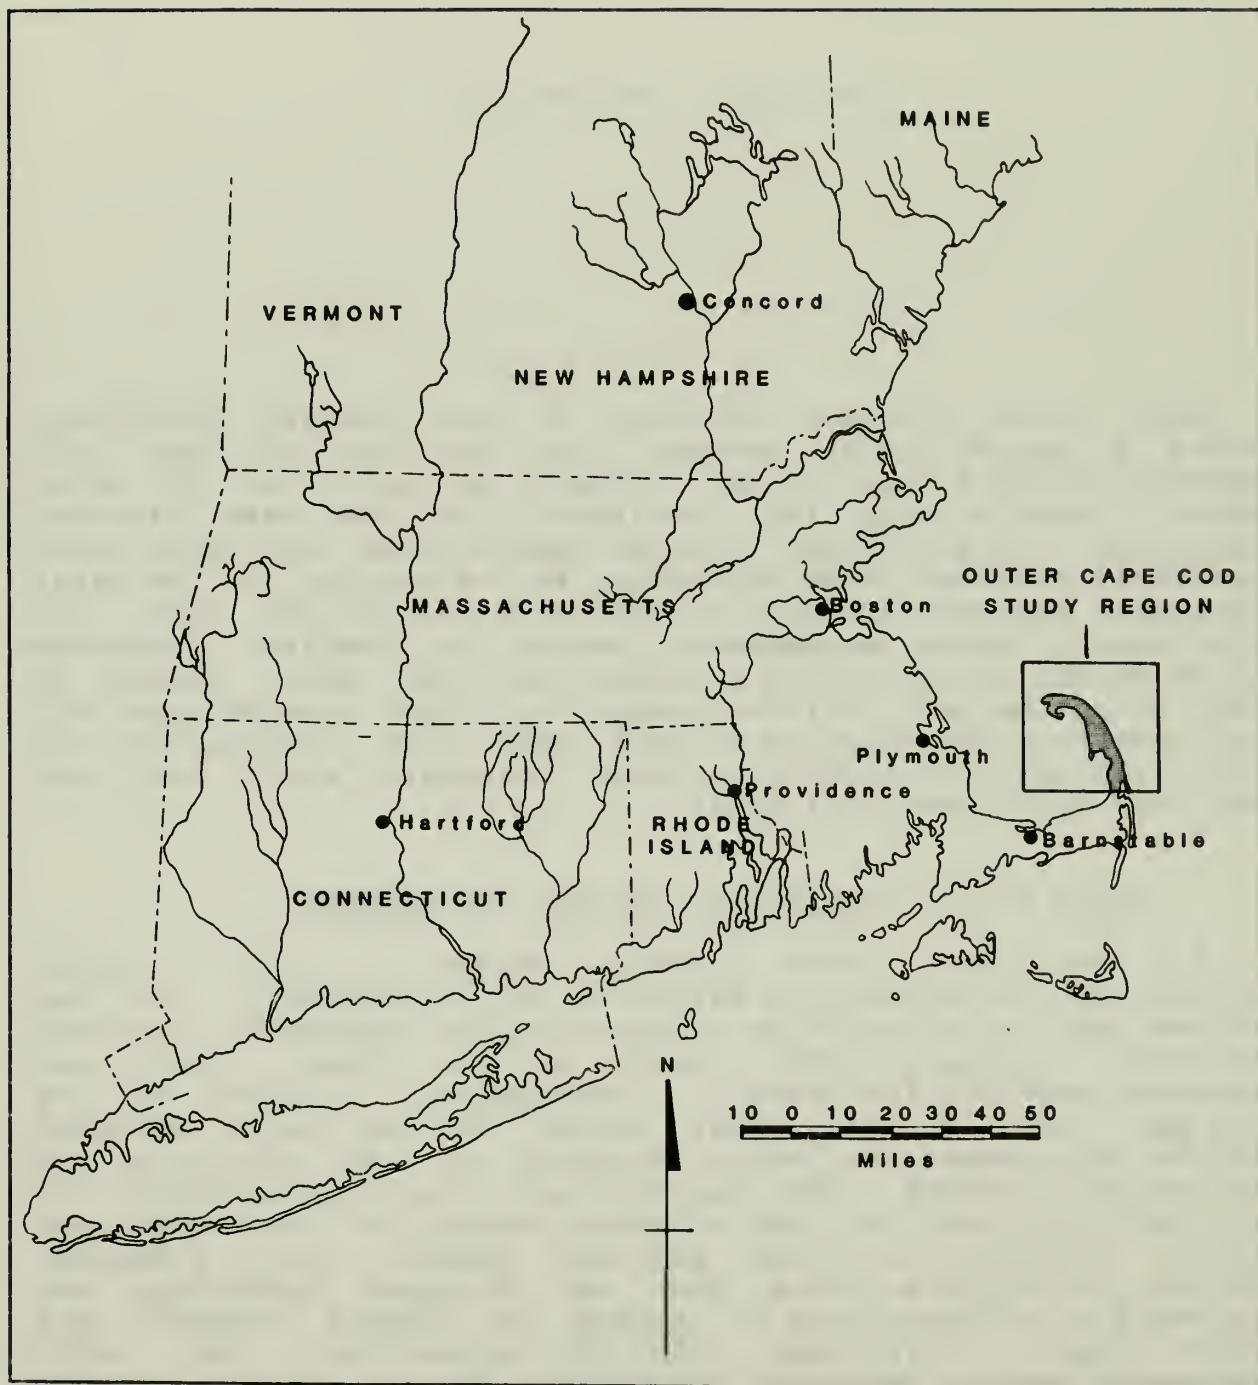 MAINE
Concord
VERMONT
NEW HAMPSHIRE
OUTER CAPE COD
STUDY REGION
MASSACHUSETTS
Boston
Plymouth
Providence
Hartford
RHODE
ISLAND
Barnstable
CONNECTICUT
N
10 0 10 20 30 40 50
Miles